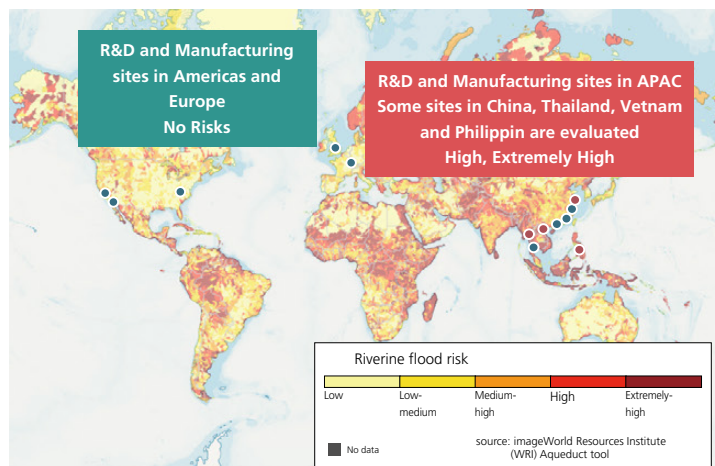 R&D and Manufacturing
sites in Americas and
Europe
No Risks
R&D and Manufacturing sites in APAC
Some sites in China, Thailand, Vetnam
and Philippin are evaluated
High, Extremely High
Riverine flood risk
Low
Low-
medium
Medium-
high
High
Extremely-
high
No data
source: imageWorld Resources Institute
(WRI) Aqueduct tool